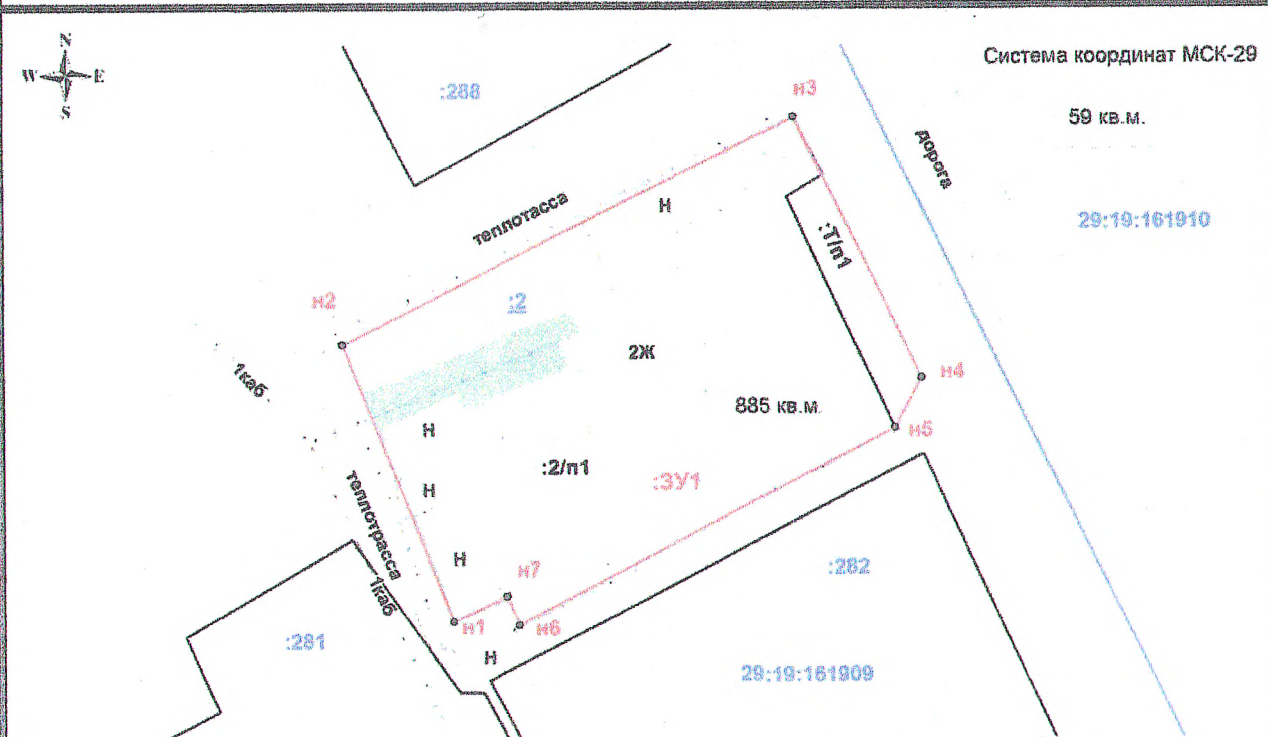 N
W E
S
Система координат МСК-29
:288
н3
59 кв.м.
дорога
теплотасса
Н
29:19:161910
:Т/п1
н2
:2
2Ж
1каб.
н4
885 кв.м.
Н
н5
:2/п1
:ЗУ1
Н
теплотрасса
Н
н7
:282
1каб
н1
н6
:281
Н
29:19:161909